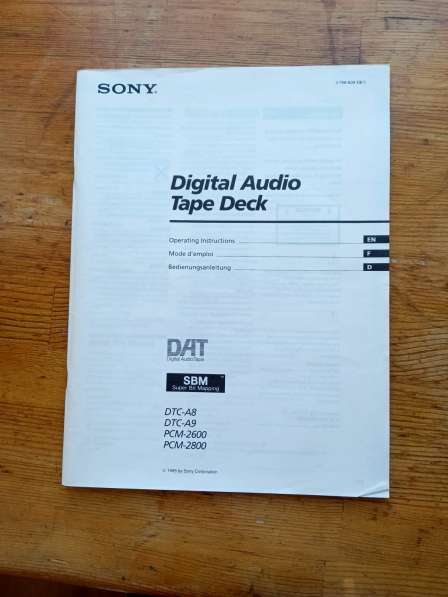 SONY.
Digital Audio
Tape Deck
Operating Instructions EN
Mode d'emploi F
Bedienungsanleitung D
DAT
Digital Audio Tape
SBM
Super Bit Mapping
DTC-A8
DTC-A9
PCM-2600
PCM-2800
© 1995 by Sony Corporation